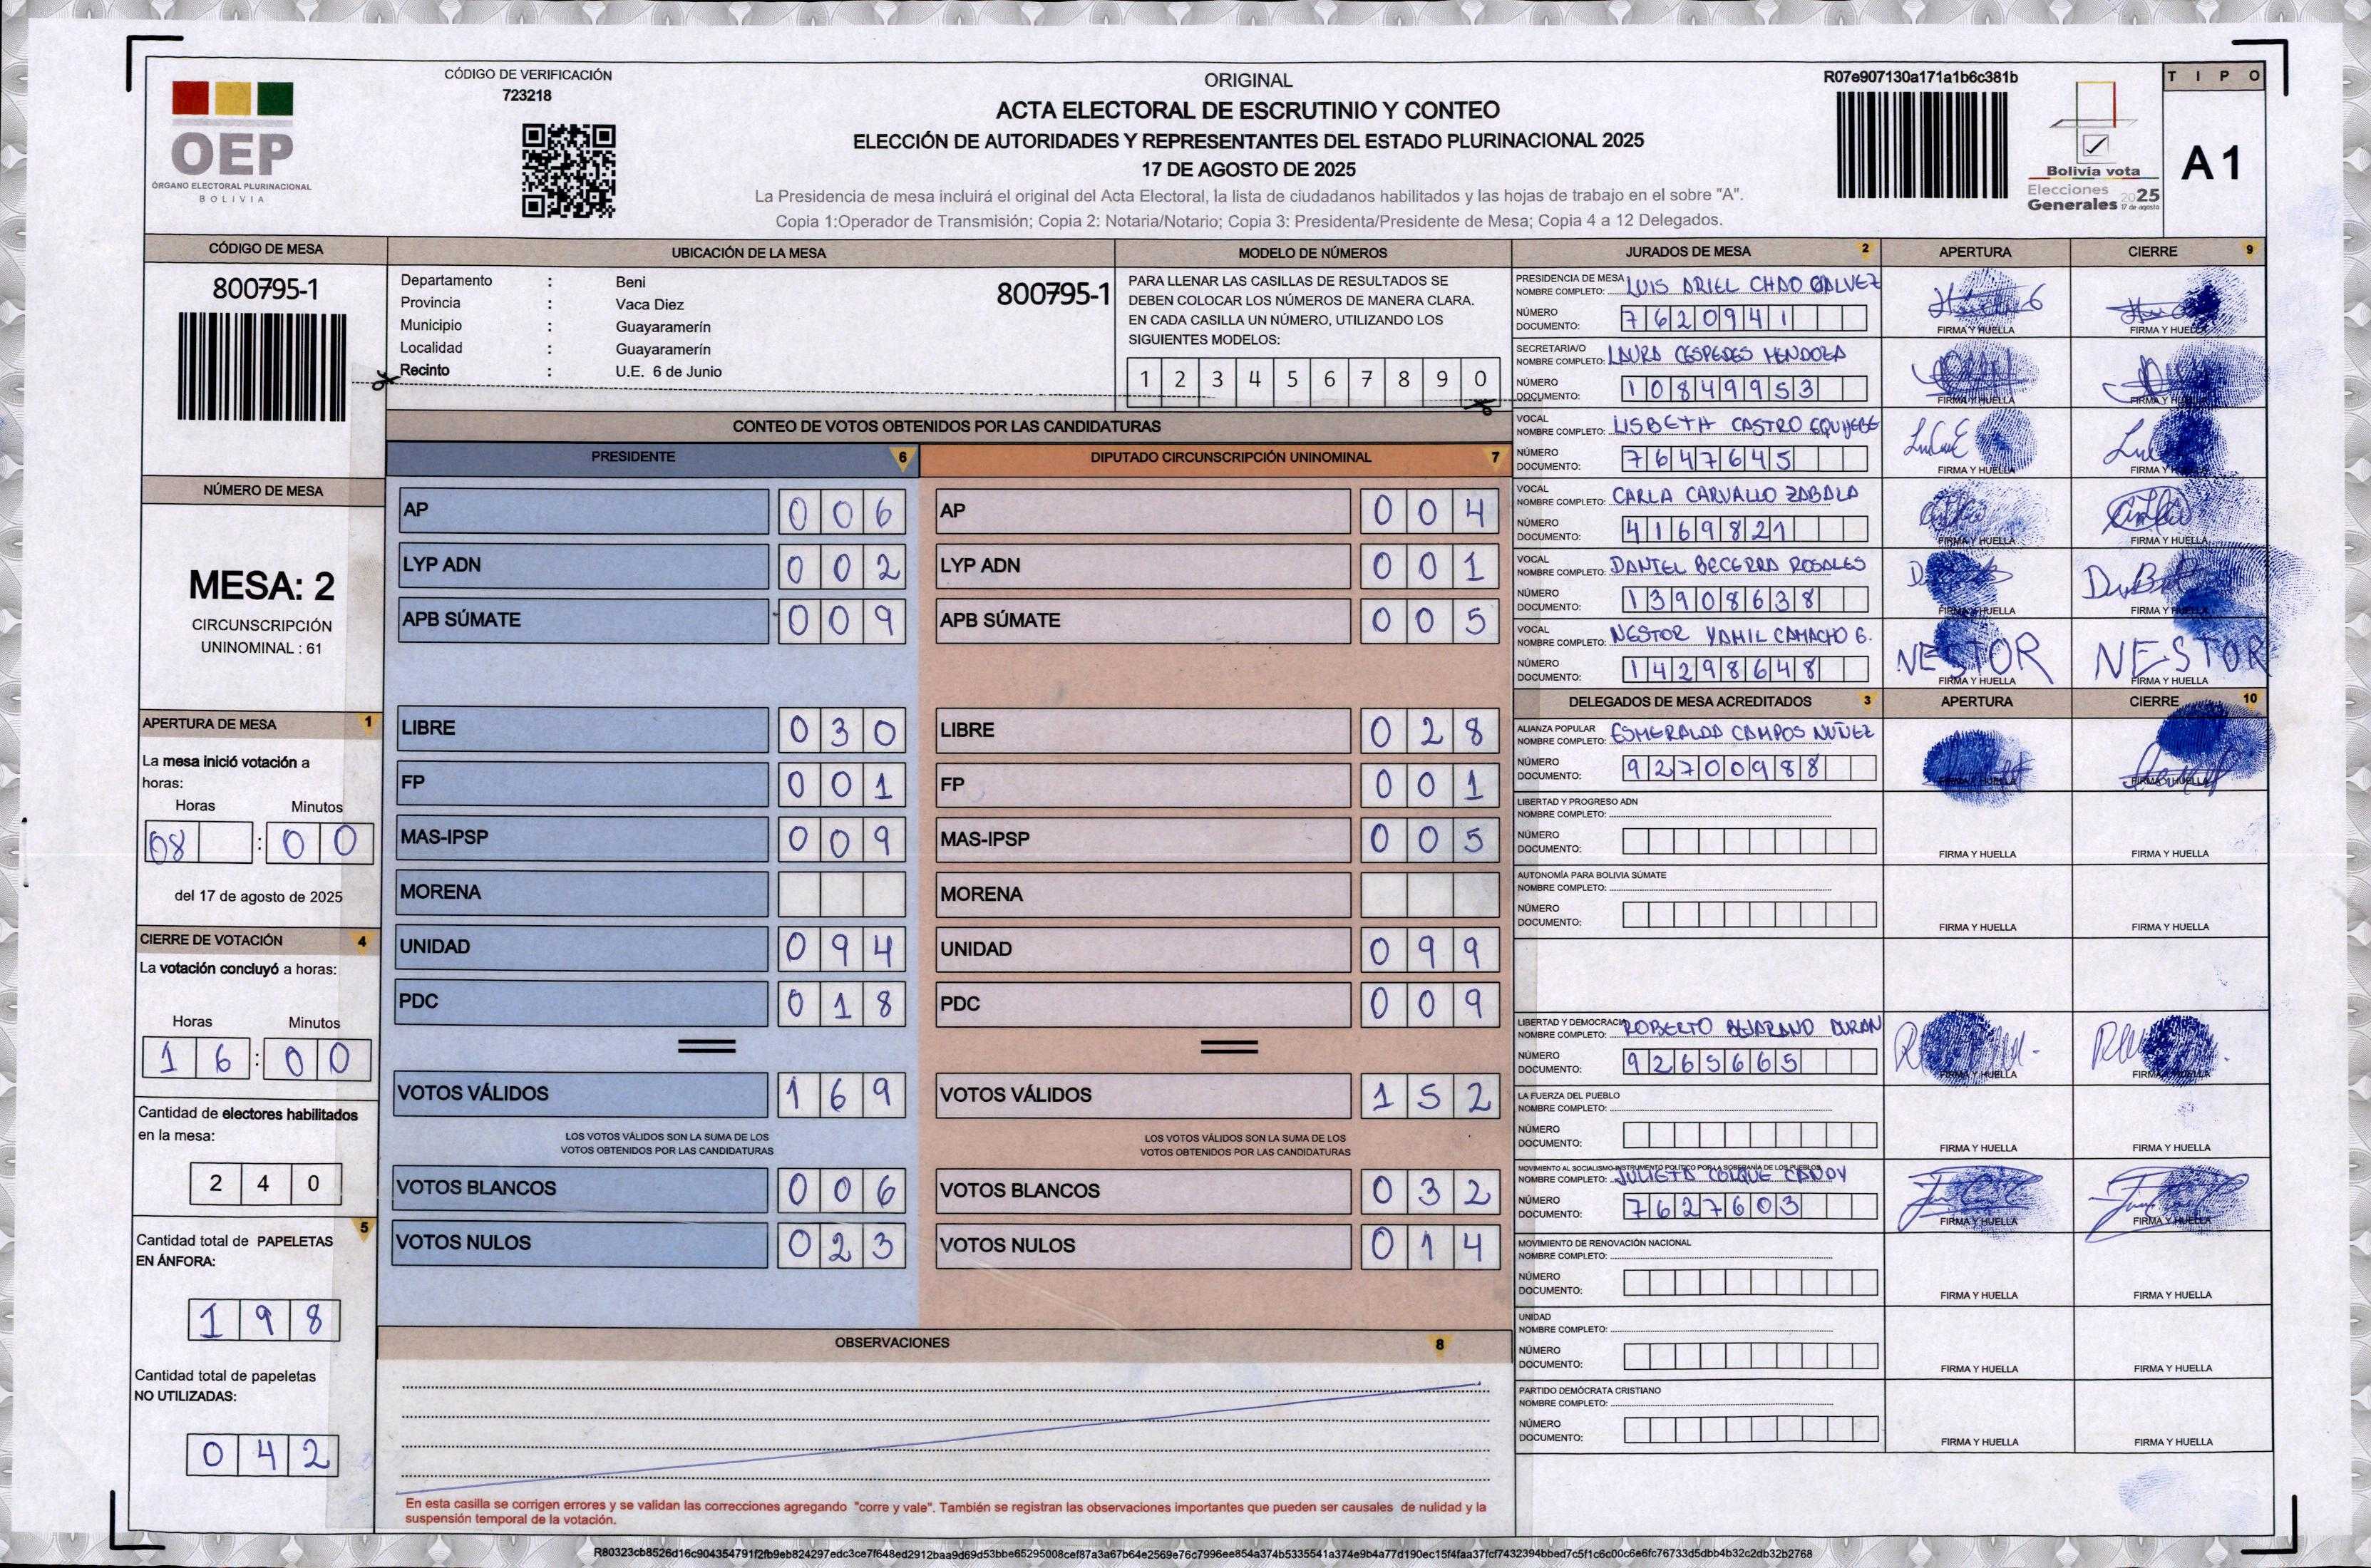 CÓDIGO DE VERIFICACIÓN
723218
OEP
ÓRGANO ELECTORAL PLURINACIONAL
BOLIVIA
ORIGINAL
ACTA ELECTORAL DE ESCRUTINIO Y CONTEO
ELECCIÓN DE AUTORIDADES Y REPRESENTANTES DEL ESTADO PLURINACIONAL 2025
17 DE AGOSTO DE 2025
La Presidencia de mesa incluirá el original del Acta Electoral, la lista de ciudadanos habilitados y las hojas de trabajo en el sobre "A".
Copia 1:Operador de Transmisión; Copia 2: Notaria/Notario; Copia 3: Presidenta/Presidente de Mesa; Copia 4 a 12 Delegados.
R07e907130a171a1b6c381b
Bolivia vota
Elecciones
Generales 2025
17 de agosto
TIPO
A1
CÓDIGO DE MESA
800795-1
NÚMERO DE MESA
MESA: 2
CIRCUNSCRIPCIÓN
UNINOMINAL : 61
APERTURA DE MESA 1
La mesa inició votación a
horas:
Horas Minutos
08 : 00
del 17 de agosto de 2025
CIERRE DE VOTACIÓN 4
La votación concluyó a horas:
Horas Minutos
16 : 00
Cantidad de electores habilitados
en la mesa:
240
5
Cantidad total de PAPELETAS
EN ÁNFORA:
198
Cantidad total de papeletas
NO UTILIZADAS:
042
UBICACIÓN DE LA MESA
Departamento : Beni
800795-1
Provincia : Vaca Diez
Municipio : Guayaramerín
Localidad : Guayaramerín
Recinto : U.E. 6 de Junio
MODELO DE NÚMEROS
PARA LLENAR LAS CASILLAS DE RESULTADOS SE
DEBEN COLOCAR LOS NÚMEROS DE MANERA CLARA.
EN CADA CASILLA UN NÚMERO, UTILIZANDO LOS
SIGUIENTES MODELOS:
1 2 3 4 5 6 7 8 9 0
CONTEO DE VOTOS OBTENIDOS POR LAS CANDIDATURAS
PRESIDENTE 6
AP 006
LYP ADN 002
APB SÚMATE 009
LIBRE 030
FP 001
MAS-IPSP 009
MORENA
UNIDAD 094
PDC 018
VOTOS VÁLIDOS 169
LOS VOTOS VÁLIDOS SON LA SUMA DE LOS
VOTOS OBTENIDOS POR LAS CANDIDATURAS
VOTOS BLANCOS 006
VOTOS NULOS 023
DIPUTADO CIRCUNSCRIPCIÓN UNINOMINAL 7
AP 004
LYP ADN 001
APB SÚMATE 005
LIBRE 028
FP 001
MAS-IPSP 005
MORENA
UNIDAD 099
PDC 009
VOTOS VÁLIDOS 152
LOS VOTOS VÁLIDOS SON LA SUMA DE LOS
VOTOS OBTENIDOS POR LAS CANDIDATURAS
VOTOS BLANCOS 032
VOTOS NULOS 014
OBSERVACIONES 8
En esta casilla se corrigen errores y se validan las correcciones agregando "corre y vale". También se registran las observaciones importantes que pueden ser causales de nulidad y la
suspensión temporal de la votación.
JURADOS DE MESA 2 APERTURA CIERRE 9
PRESIDENCIA DE MESA
NOMBRE COMPLETO: LUIS ARIEL CHAO GALVEZ
NÚMERO
DOCUMENTO: 7620941
FIRMA Y HUELLA FIRMA Y HUELLA
SECRETARIA/O
NOMBRE COMPLETO: LAURA CESPEDES MENDOZA
NÚMERO
DOCUMENTO: 10849953
FIRMA Y HUELLA FIRMA Y HUELLA
VOCAL
NOMBRE COMPLETO: LISBETH CASTRO
NÚMERO
DOCUMENTO: 7647645
FIRMA Y HUELLA FIRMA Y HUELLA
VOCAL
NOMBRE COMPLETO: CARLA CARVALLO ZABALA
NÚMERO
DOCUMENTO: 4169821
FIRMA Y HUELLA FIRMA Y HUELLA
VOCAL
NOMBRE COMPLETO: DANIEL BECERRA ROSALES
NÚMERO
DOCUMENTO: 13908638
FIRMA Y HUELLA FIRMA Y HUELLA
VOCAL
NOMBRE COMPLETO: NESTOR YAMIL CAMACHO G.
NÚMERO
DOCUMENTO: 14298648
NESTOR NESTOR
FIRMA Y HUELLA FIRMA Y HUELLA
DELEGADOS DE MESA ACREDITADOS 3 APERTURA CIERRE 10
ALIANZA POPULAR
NOMBRE COMPLETO: ESMERALDA CAMPOS NUÑEZ
NÚMERO
DOCUMENTO: 92700988
FIRMA Y HUELLA FIRMA Y HUELLA
LIBERTAD Y PROGRESO ADN
NOMBRE COMPLETO:
NÚMERO
DOCUMENTO:
FIRMA Y HUELLA FIRMA Y HUELLA
AUTONOMÍA PARA BOLIVIA SÚMATE
NOMBRE COMPLETO:
NÚMERO
DOCUMENTO:
FIRMA Y HUELLA FIRMA Y HUELLA
LIBERTAD Y DEMOCRACIA
NOMBRE COMPLETO: ROBERTO BEJARANO DURAN
NÚMERO
DOCUMENTO: 9265665
FIRMA Y HUELLA FIRMA Y HUELLA
LA FUERZA DEL PUEBLO
NOMBRE COMPLETO:
NÚMERO
DOCUMENTO:
FIRMA Y HUELLA FIRMA Y HUELLA
MOVIMIENTO AL SOCIALISMO-INSTRUMENTO POLÍTICO POR LA SOBERANÍA DE LOS PUEBLOS
NOMBRE COMPLETO: JULIETA COLQUE CANDY
NÚMERO
DOCUMENTO: 7627603
FIRMA Y HUELLA FIRMA Y HUELLA
MOVIMIENTO DE RENOVACIÓN NACIONAL
NOMBRE COMPLETO:
NÚMERO
DOCUMENTO:
FIRMA Y HUELLA FIRMA Y HUELLA
UNIDAD
NOMBRE COMPLETO:
NÚMERO
DOCUMENTO:
FIRMA Y HUELLA FIRMA Y HUELLA
PARTIDO DEMÓCRATA CRISTIANO
NOMBRE COMPLETO:
NÚMERO
DOCUMENTO:
FIRMA Y HUELLA FIRMA Y HUELLA